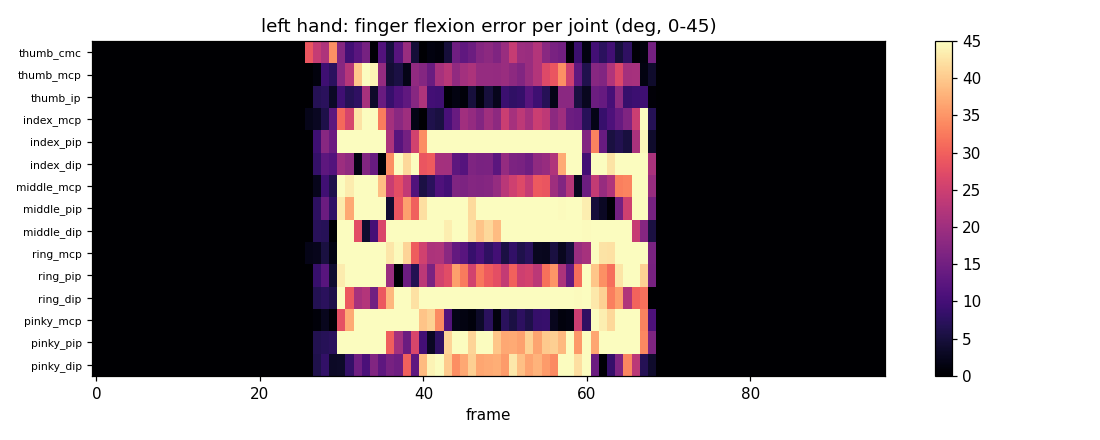 left hand: finger flexion error per joint (deg, 0-45)
thumb_cmc
thumb_mcp
thumb_ip
index_mcp
index_pip
index_dip
middle_mcp
middle_pip
middle_dip
ring_mcp
ring_pip
ring_dip
pinky_mcp
pinky_pip
pinky_dip
0 20 40 60 80
frame
45
40
35
30
25
20
15
10
5
0